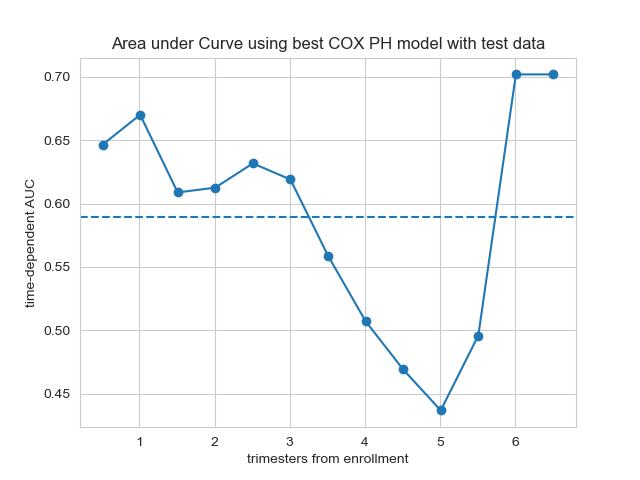 Area under Curve using best COX PH model with test data
time-dependent AUC
0.70
0.65
0.60
0.55
0.50
0.45
1 2 3 4 5 6
trimesters from enrollment